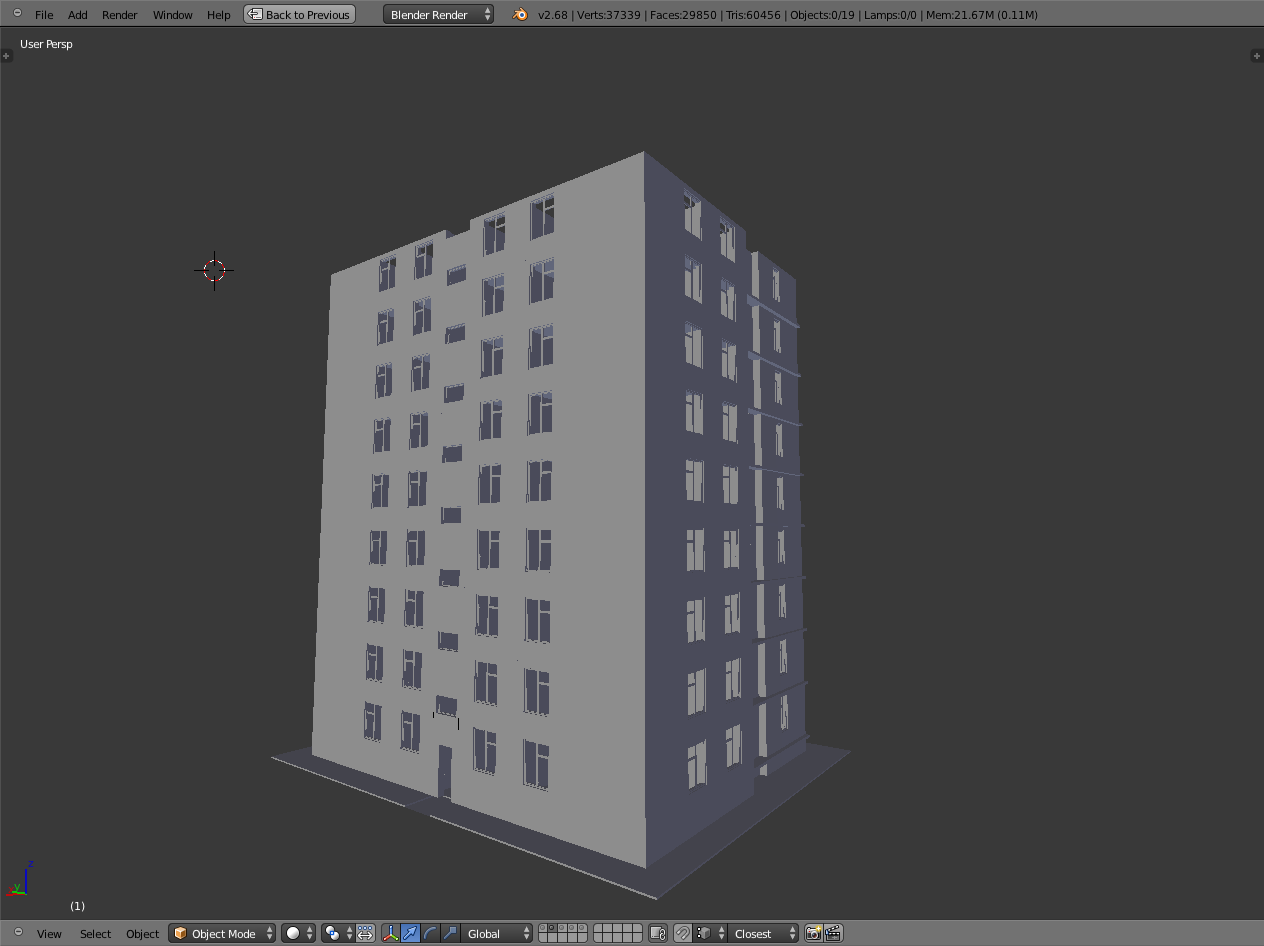 File Add Render Window Help Back to Previous Blender Render v2.68 | Verts:37339 | Faces:29850 | Tris:60456 | Objects:0/19 | Lamps:0/0 | Mem:21.67M (0.11M)
User Persp
z
y
(1)
View Select Object Object Mode Global Closest